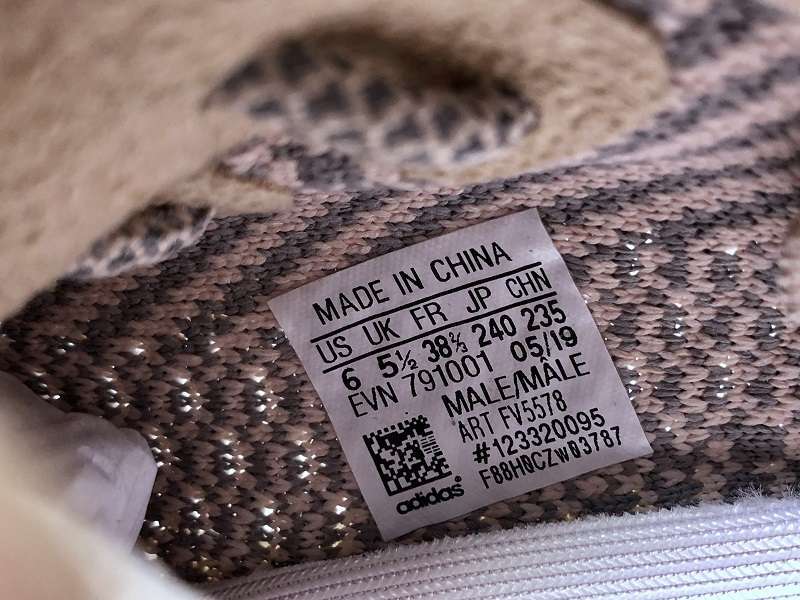 MADE IN CHINA
US UK FR JP CHN
6 5½ 38⅔ 240 235
EVN 791001 05/19
MALE/MÂLE
ART FV5578
#123320095
F88H0CZW03787
adidas®